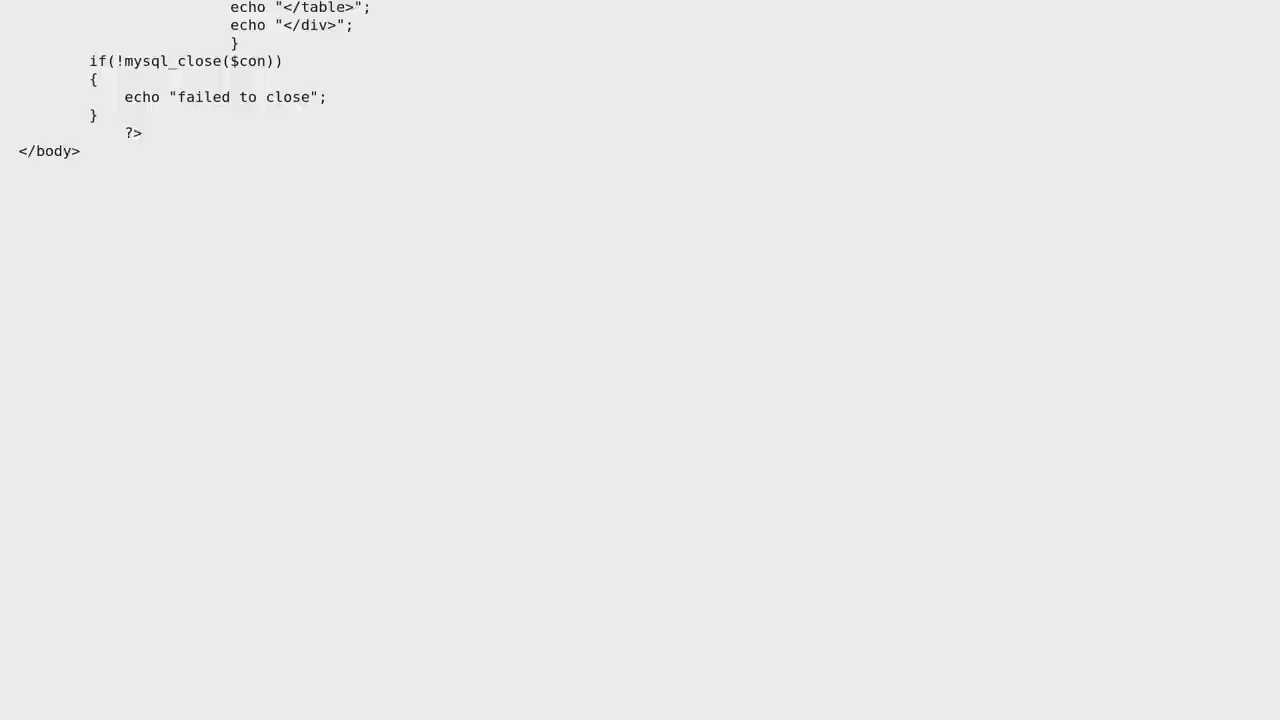 echo "</table>";
echo "</div>";
}
if(!mysql_close($con))
{
echo "failed to close";
}
?>
</body>